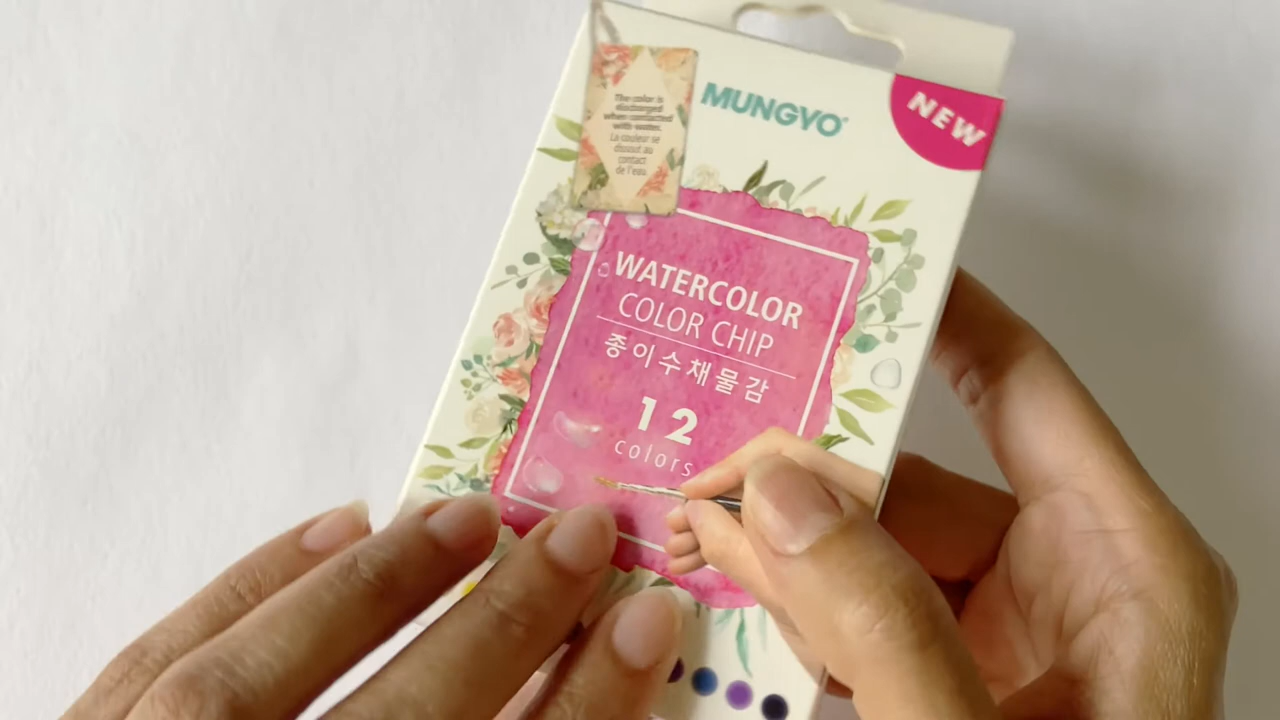 MUNGYO
NEW
The color is
discharged
when contacted
with water.
La couleur se
dissout au
contact
de l'eau.
WATERCOLOR
COLOR CHIP
종이수채물감
12
colors